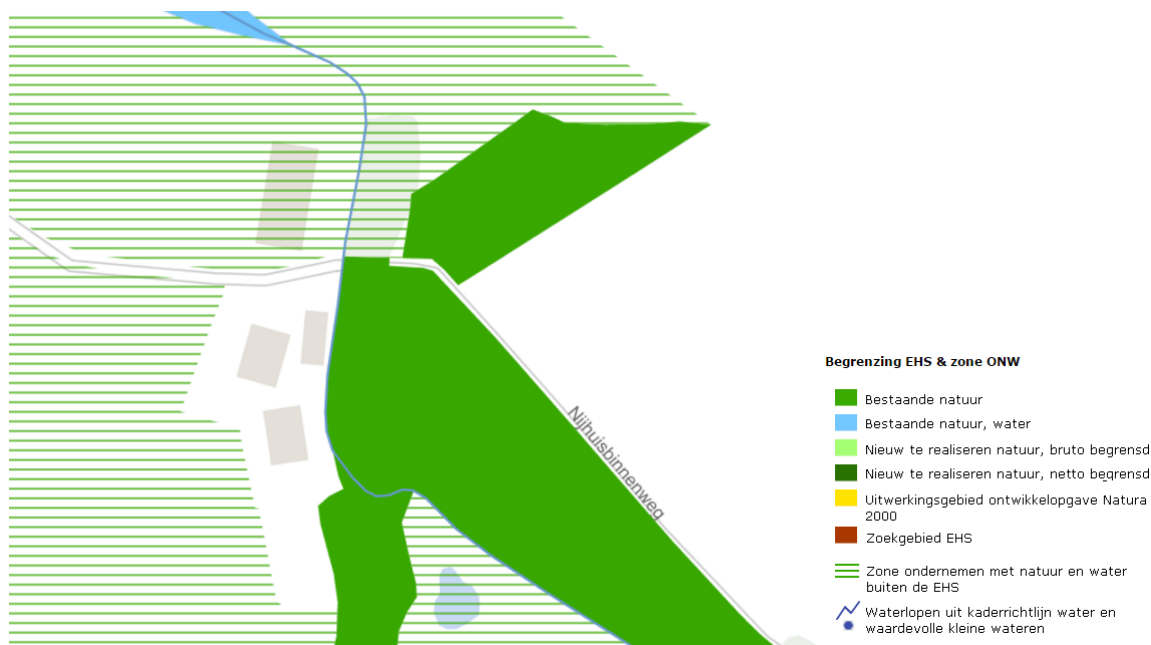 Nijhuisbinnenweg
Begrenzing EHS & zone ONW
Bestaande natuur
Bestaande natuur, water
Nieuw te realiseren natuur, bruto begrensd
Nieuw te realiseren natuur, netto begrensd
Uitwerkingsgebied ontwikkelopgave Natura
2000
Zoekgebied EHS
Zone ondernemen met natuur en water
buiten de EHS
Waterlopen uit kaderrichtlijn water en
waardevolle kleine wateren